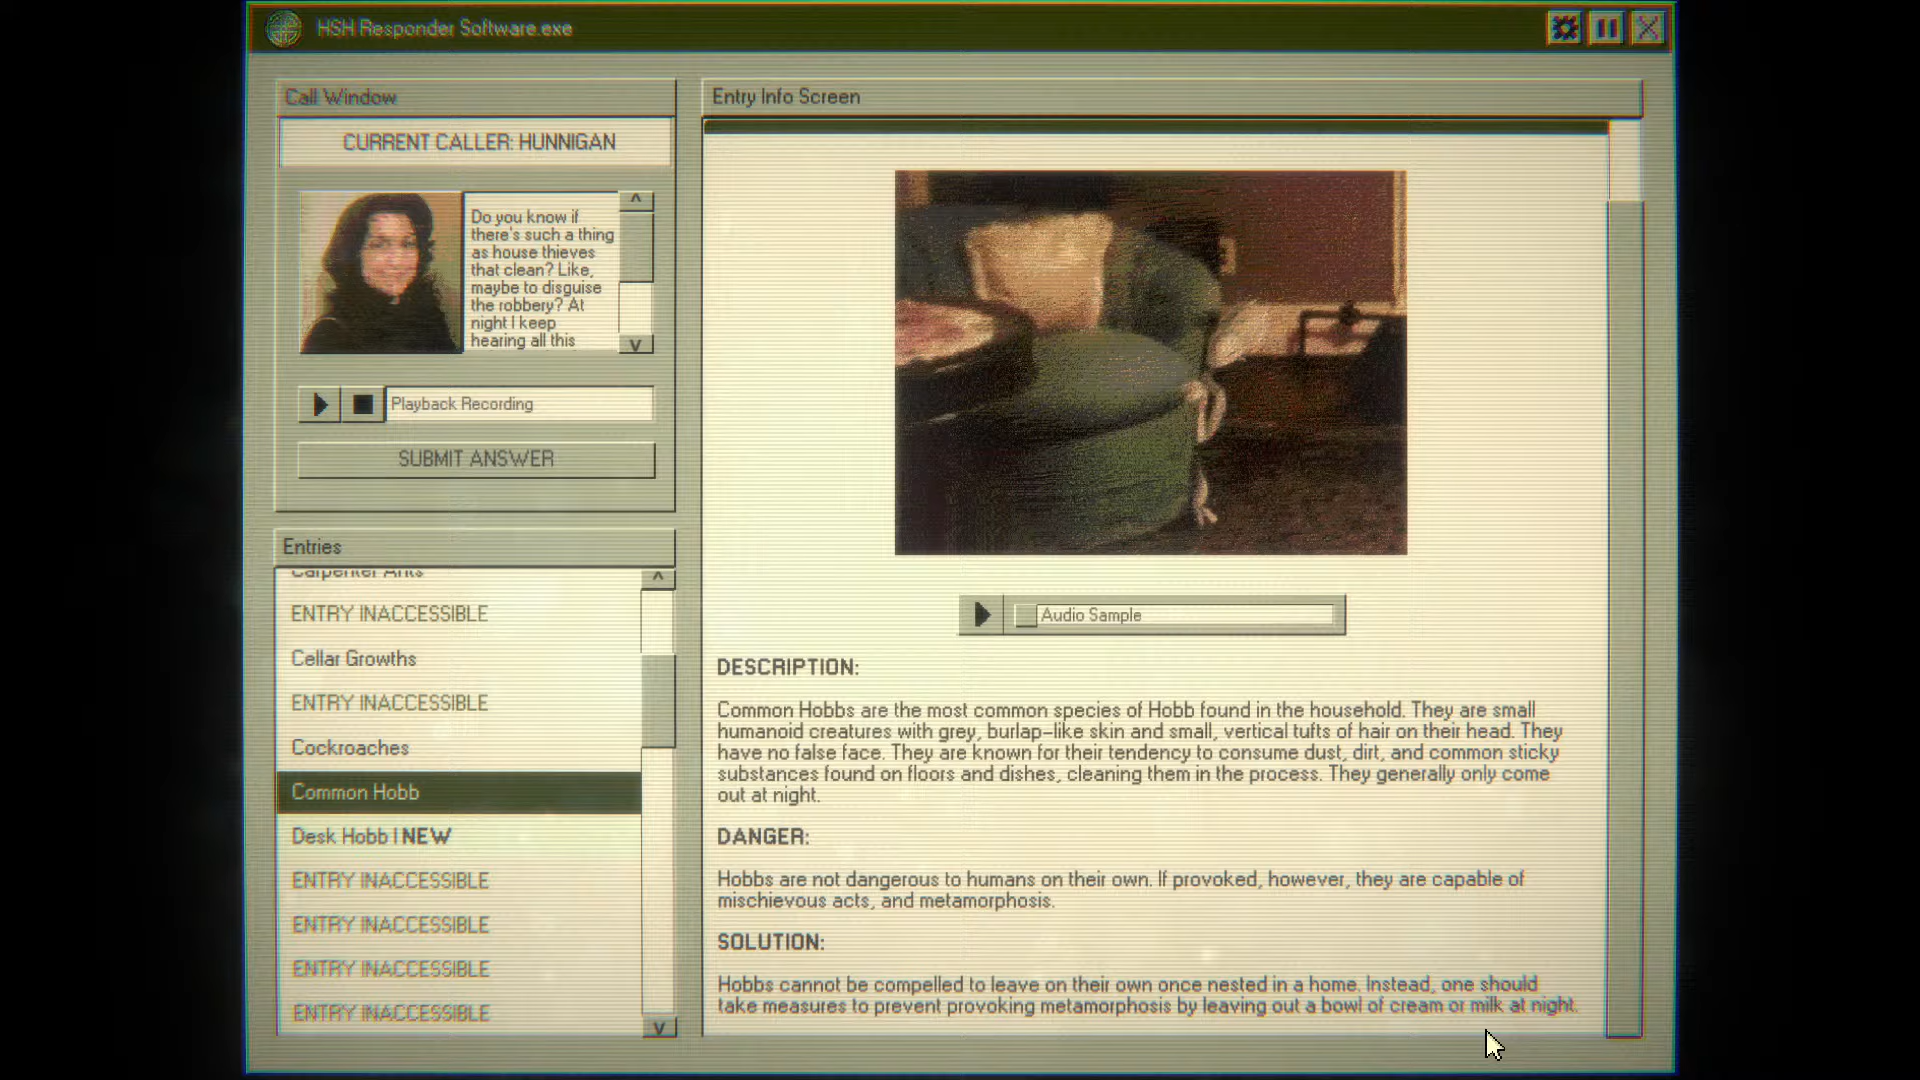 HSH Responder Software.exe
Call Window
CURRENT CALLER: HUNNIGAN
Do you know if
there's such a thing
as house thieves
that clean? Like,
maybe to disguise
the robbery? At
night I keep
hearing all this
Playback Recording
SUBMIT ANSWER
Entries
Carpenter Ants
ENTRY INACCESSIBLE
Cellar Growths
ENTRY INACCESSIBLE
Cockroaches
Common Hobb
Desk Hobb | NEW
ENTRY INACCESSIBLE
ENTRY INACCESSIBLE
ENTRY INACCESSIBLE
ENTRY INACCESSIBLE
Entry Info Screen
Audio Sample
DESCRIPTION:
Common Hobbs are the most common species of Hobb found in the household. They are small
humanoid creatures with grey, burlap-like skin and small, vertical tufts of hair on their head. They
have no false face. They are known for their tendency to consume dust, dirt, and common sticky
substances found on floors and dishes, cleaning them in the process. They generally only come
out at night.
DANGER:
Hobbs are not dangerous to humans on their own. If provoked, however, they are capable of
mischievous acts, and metamorphosis.
SOLUTION:
Hobbs cannot be compelled to leave on their own once nested in a home. Instead, one should
take measures to prevent provoking metamorphosis by leaving out a bowl of cream or milk at night.